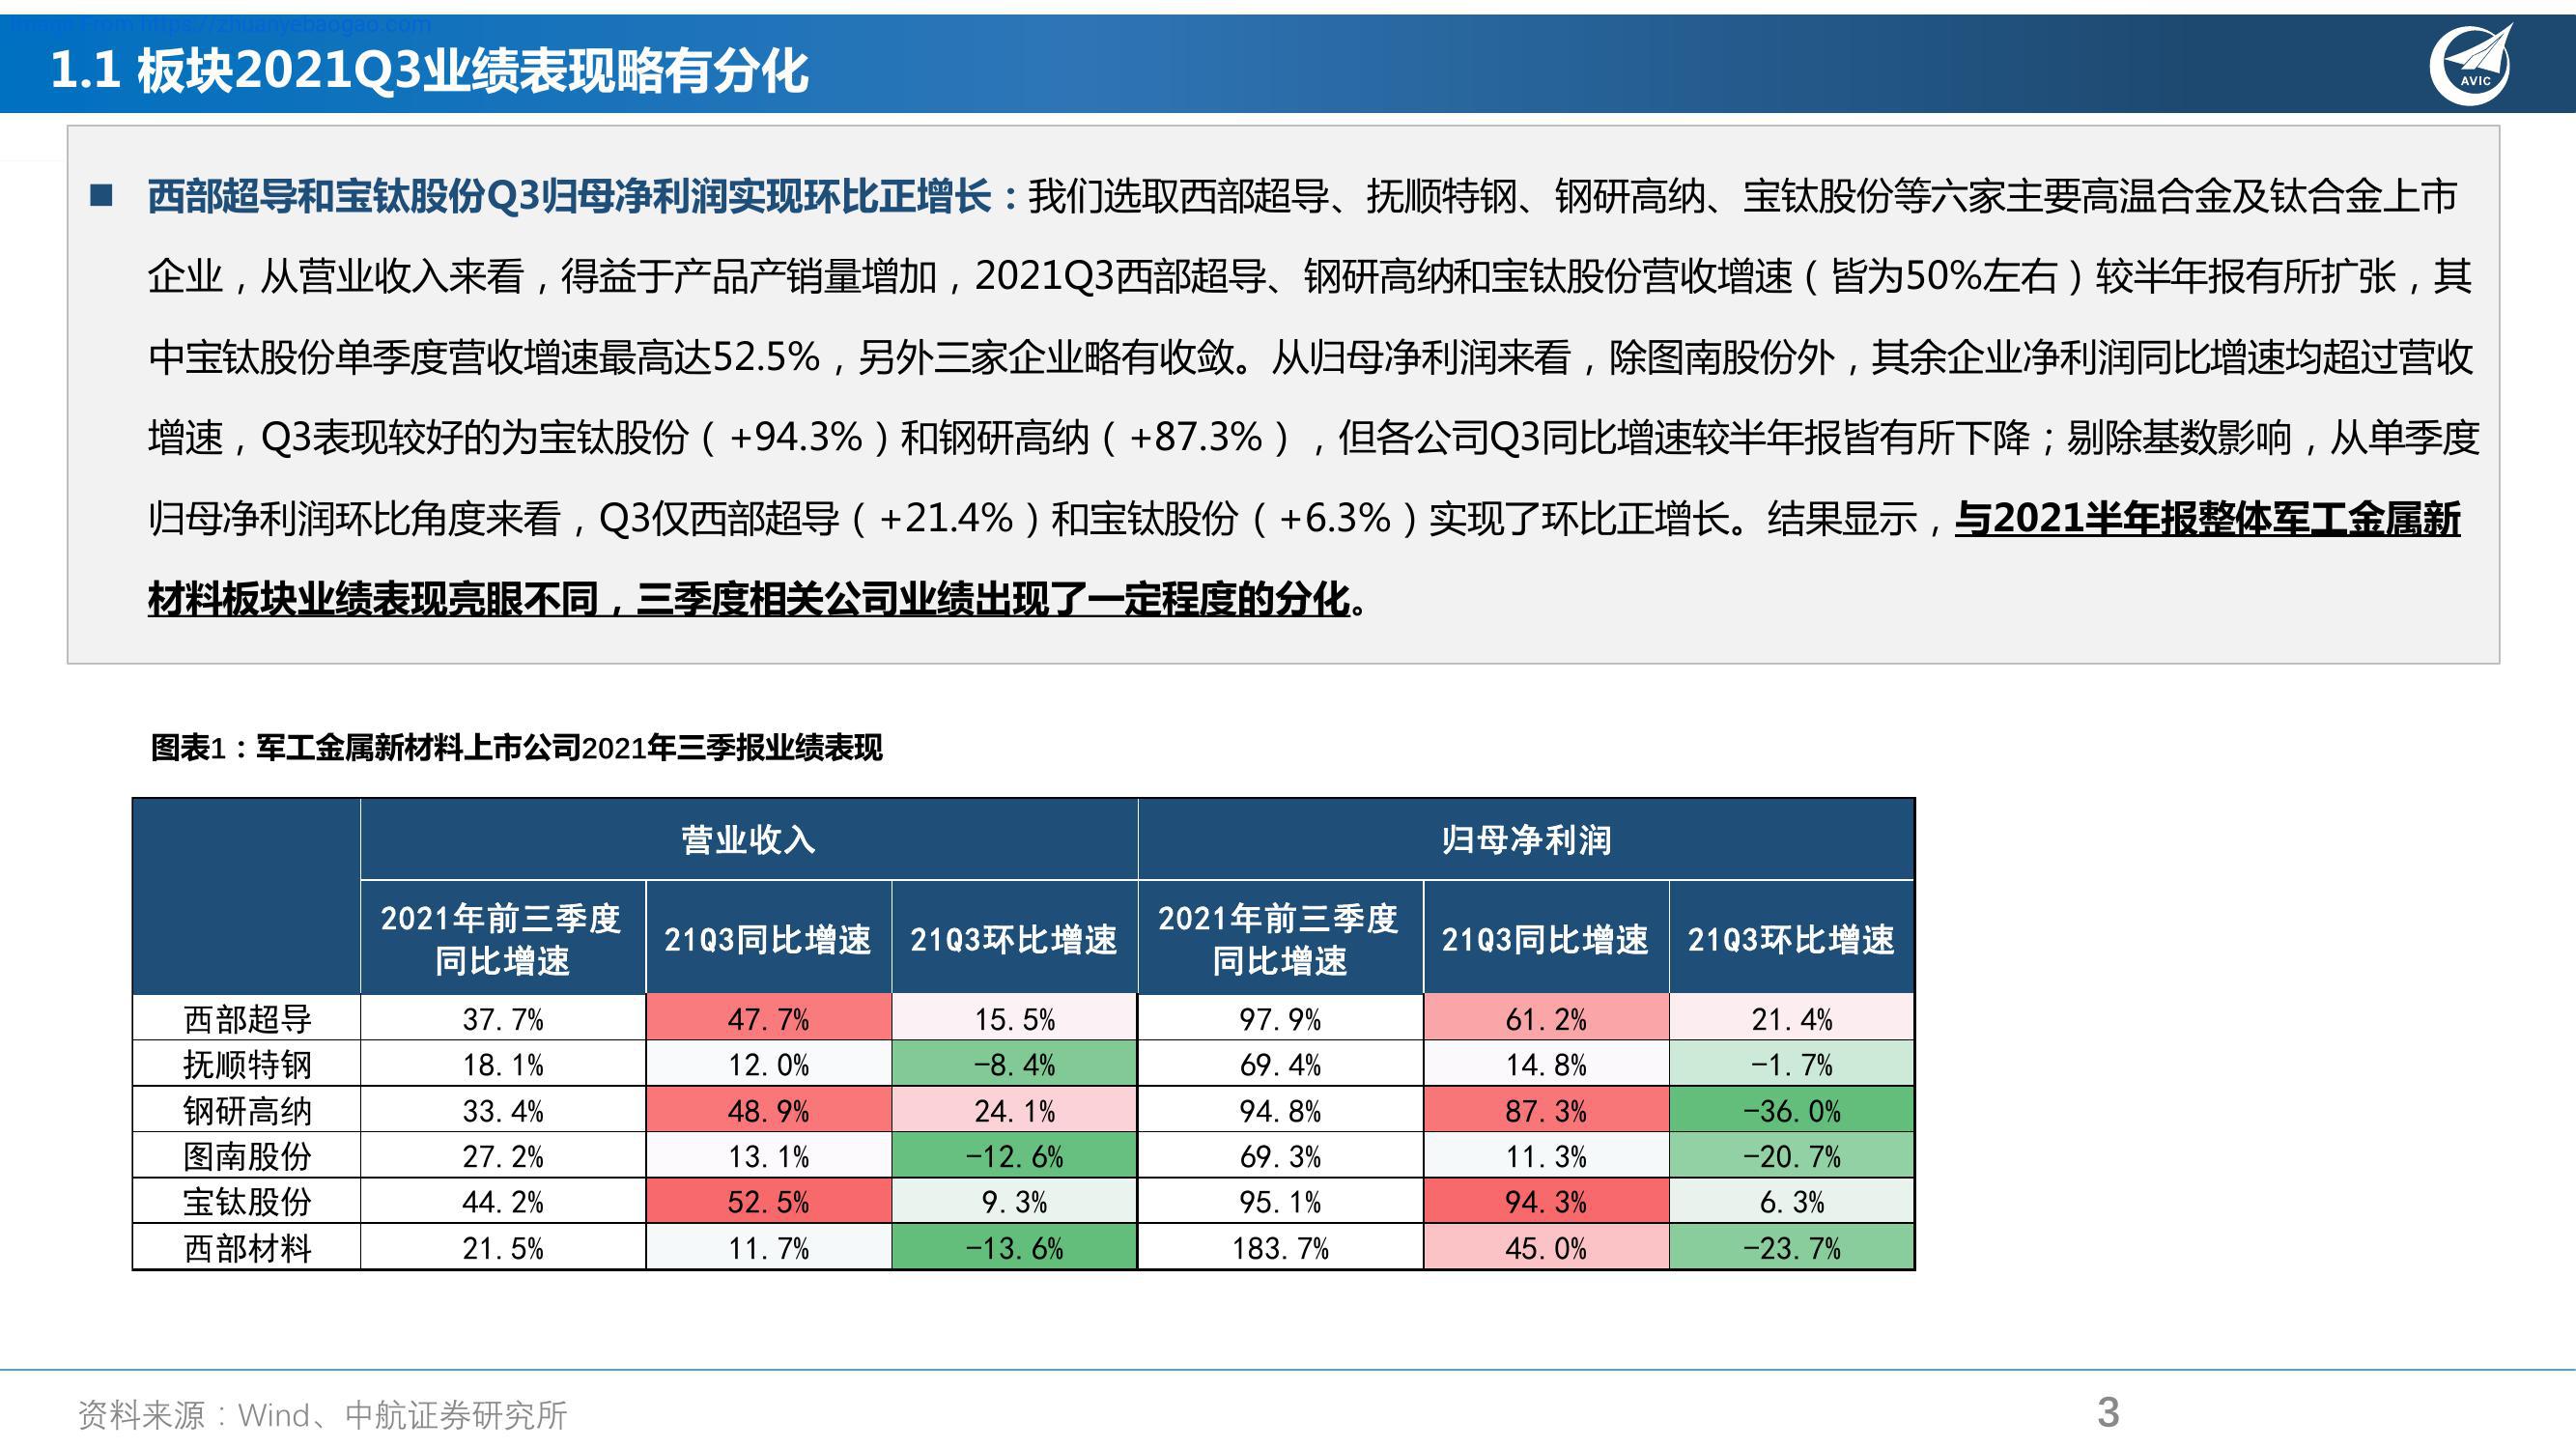 Image From https://zhuanyebaogao.com
1.1 板块2021Q3业绩表现略有分化
AVIC
■ 西部超导和宝钛股份Q3归母净利润实现环比正增长：我们选取西部超导、抚顺特钢、钢研高纳、宝钛股份等六家主要高温合金及钛合金上市
企业，从营业收入来看，得益于产品产销量增加，2021Q3西部超导、钢研高纳和宝钛股份营收增速（皆为50%左右）较半年报有所扩张，其
中宝钛股份单季度营收增速最高达52.5%，另外三家企业略有收敛。从归母净利润来看，除图南股份外，其余企业净利润同比增速均超过营收
增速，Q3表现较好的为宝钛股份（+94.3%）和钢研高纳（+87.3%），但各公司Q3同比增速较半年报皆有所下降；剔除基数影响，从单季度
归母净利润环比角度来看，Q3仅西部超导（+21.4%）和宝钛股份（+6.3%）实现了环比正增长。结果显示，与2021半年报整体军工金属新
材料板块业绩表现亮眼不同，三季度相关公司业绩出现了一定程度的分化。
图表1：军工金属新材料上市公司2021年三季报业绩表现
营业收入 归母净利润
2021年前三季度同比增速 21Q3同比增速 21Q3环比增速 2021年前三季度同比增速 21Q3同比增速 21Q3环比增速
西部超导 37.7% 47.7% 15.5% 97.9% 61.2% 21.4%
抚顺特钢 18.1% 12.0% -8.4% 69.4% 14.8% -1.7%
钢研高纳 33.4% 48.9% 24.1% 94.8% 87.3% -36.0%
图南股份 27.2% 13.1% -12.6% 69.3% 11.3% -20.7%
宝钛股份 44.2% 52.5% 9.3% 95.1% 94.3% 6.3%
西部材料 21.5% 11.7% -13.6% 183.7% 45.0% -23.7%
资料来源：Wind、中航证券研究所
3